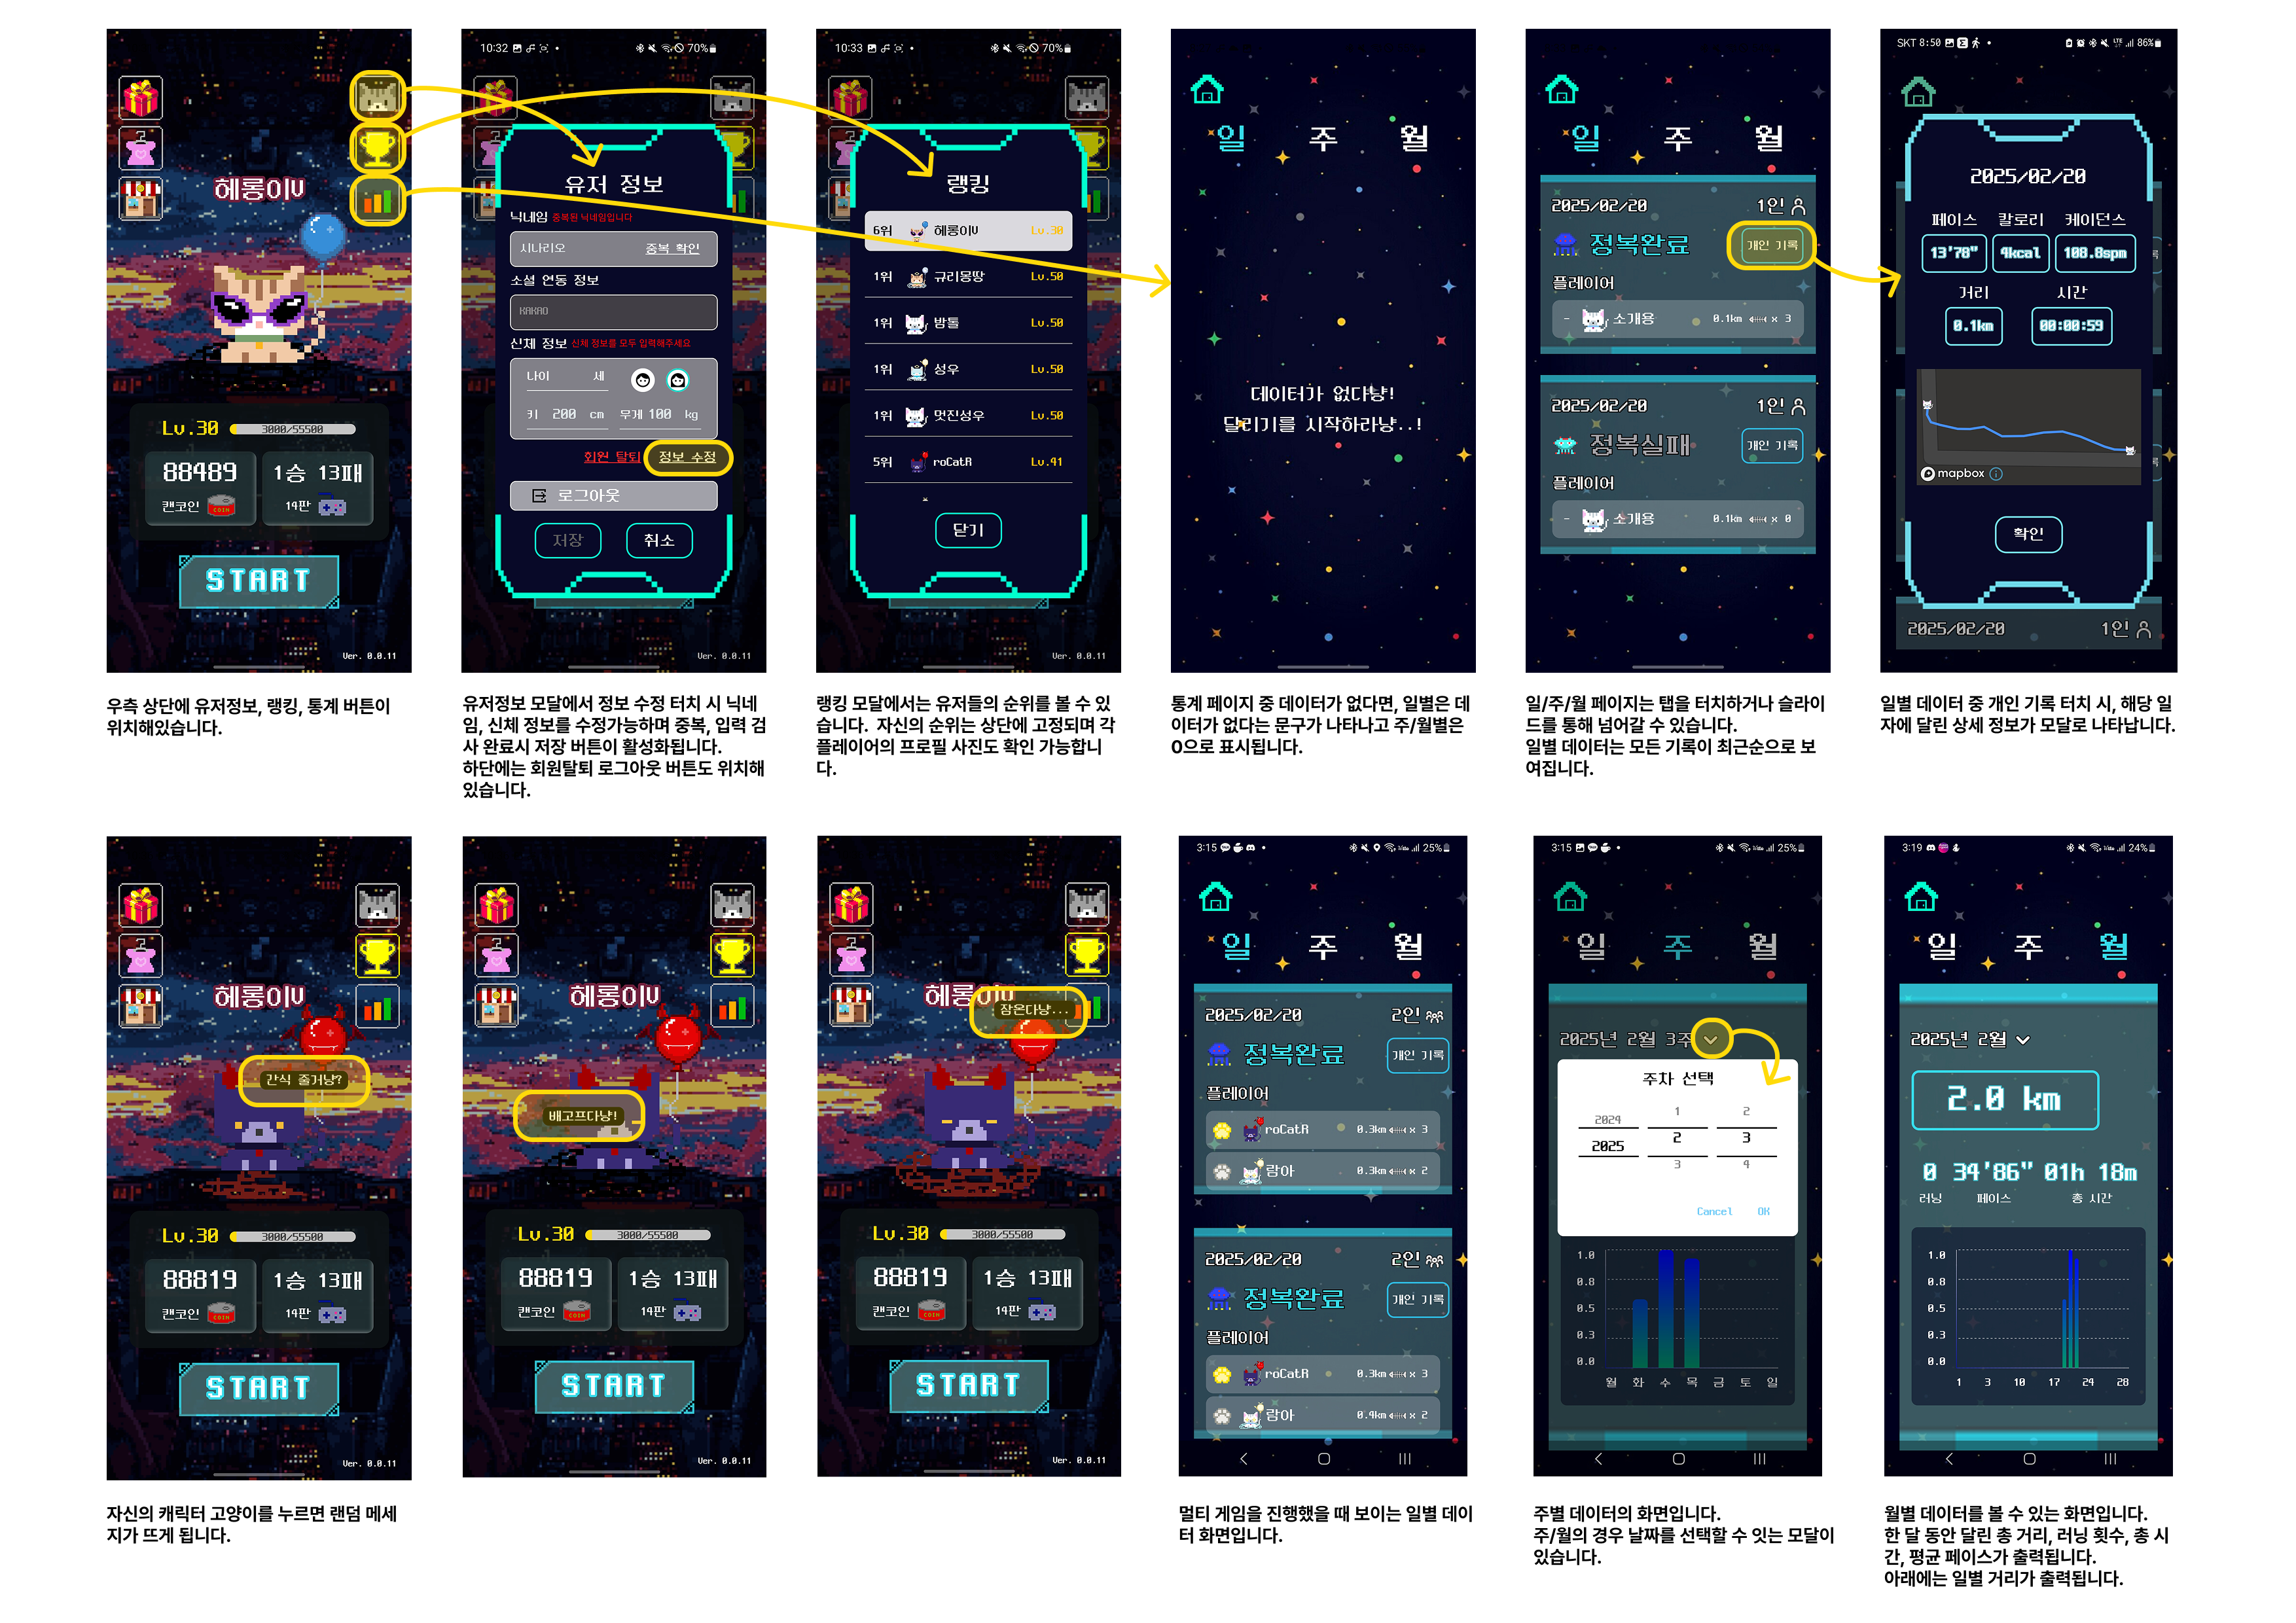 헤롱이V
Lv.30
3000/55500
88489
캔코인
COIN
1승 13패
14판
START
Ver. 0.0.11
우측 상단에 유저정보, 랭킹, 통계 버튼이
위치해있습니다.
10:32
70%
유저 정보
닉네임 중복된 닉네임입니다
시나리오 중복 확인
소셜 연동 정보
KAKAO
신체 정보 신체 정보를 모두 입력해주세요
나이 세
키 200 cm 무게 100 kg
회원 탈퇴 정보 수정
로그아웃
저장 취소
Ver. 0.0.11
유저정보 모달에서 정보 수정 터치 시 닉네
임, 신체 정보를 수정가능하며 중복, 입력 검
사 완료시 저장 버튼이 활성화됩니다.
하단에는 회원탈퇴 로그아웃 버튼도 위치해
있습니다.
10:33
70%
랭킹
6위 헤롱이V Lv.30
1위 규리몽땅 Lv.50
1위 밤톨 Lv.50
1위 성우 Lv.50
1위 멋진성우 Lv.50
5위 roCatR Lv.41
닫기
Ver. 0.0.11
랭킹 모달에서는 유저들의 순위를 볼 수 있
습니다. 자신의 순위는 상단에 고정되며 각
플레이어의 프로필 사진도 확인 가능합니
다.
일 주 월
데이터가 없다냥!
달리기를 시작하라냥..!
통계 페이지 중 데이터가 없다면, 일별은 데
이터가 없다는 문구가 나타나고 주/월별은
0으로 표시됩니다.
일 주 월
2025/02/20 1인
정복완료 개인 기록
플레이어
- 소개용 0.1km x 3
2025/02/20 1인
정복실패 개인 기록
플레이어
- 소개용 0.1km x 0
일/주/월 페이지는 탭을 터치하거나 슬라이
드를 통해 넘어갈 수 있습니다.
일별 데이터는 모든 기록이 최근순으로 보
여집니다.
SKT 8:50
LTE 86%
2025/02/20
페이스 칼로리 케이던스
13'78" 4kcal 108.8spm
거리 시간
0.1km 00:00:59
mapbox
확인
2025/02/20 1인
일별 데이터 중 개인 기록 터치 시, 해당 일
자에 달린 상세 정보가 모달로 나타납니다.
헤롱이V
간식 줄거냥?
Lv.30
3000/55500
88819
캔코인
COIN
1승 13패
14판
START
Ver. 0.0.11
자신의 캐릭터 고양이를 누르면 랜덤 메세
지가 뜨게 됩니다.
헤롱이V
배고프다냥!
Lv.30
3000/55500
88819
캔코인
COIN
1승 13패
14판
START
Ver. 0.0.11
헤롱이V
잠온다냥...
Lv.30
3000/55500
88819
캔코인
COIN
1승 13패
14판
START
Ver. 0.0.11
3:15
25%
일 주 월
2025/02/20 2인
정복완료 개인 기록
플레이어
roCatR 0.3km x 3
람아 0.3km x 2
2025/02/20 2인
정복완료 개인 기록
플레이어
roCatR 0.3km x 3
람아 0.4km x 2
멀티 게임을 진행했을 때 보이는 일별 데이
터 화면입니다.
3:15
25%
일 주 월
2025년 2월 3주
주차 선택
2024 1 2
2025 2 3
3 4
Cancel OK
1.0
0.8
0.5
0.3
0.0
월 화 수 목 금 토 일
주별 데이터의 화면입니다.
주/월의 경우 날짜를 선택할 수 잇는 모달이
있습니다.
3:19
24%
일 주 월
2025년 2월
2.0 km
0 34'86" 01h 18m
러닝 페이스 총 시간
1.0
0.8
0.5
0.3
0.0
1 3 10 17 24 28
월별 데이터를 볼 수 있는 화면입니다.
한 달 동안 달린 총 거리, 러닝 횟수, 총 시
간, 평균 페이스가 출력됩니다.
아래에는 일별 거리가 출력됩니다.